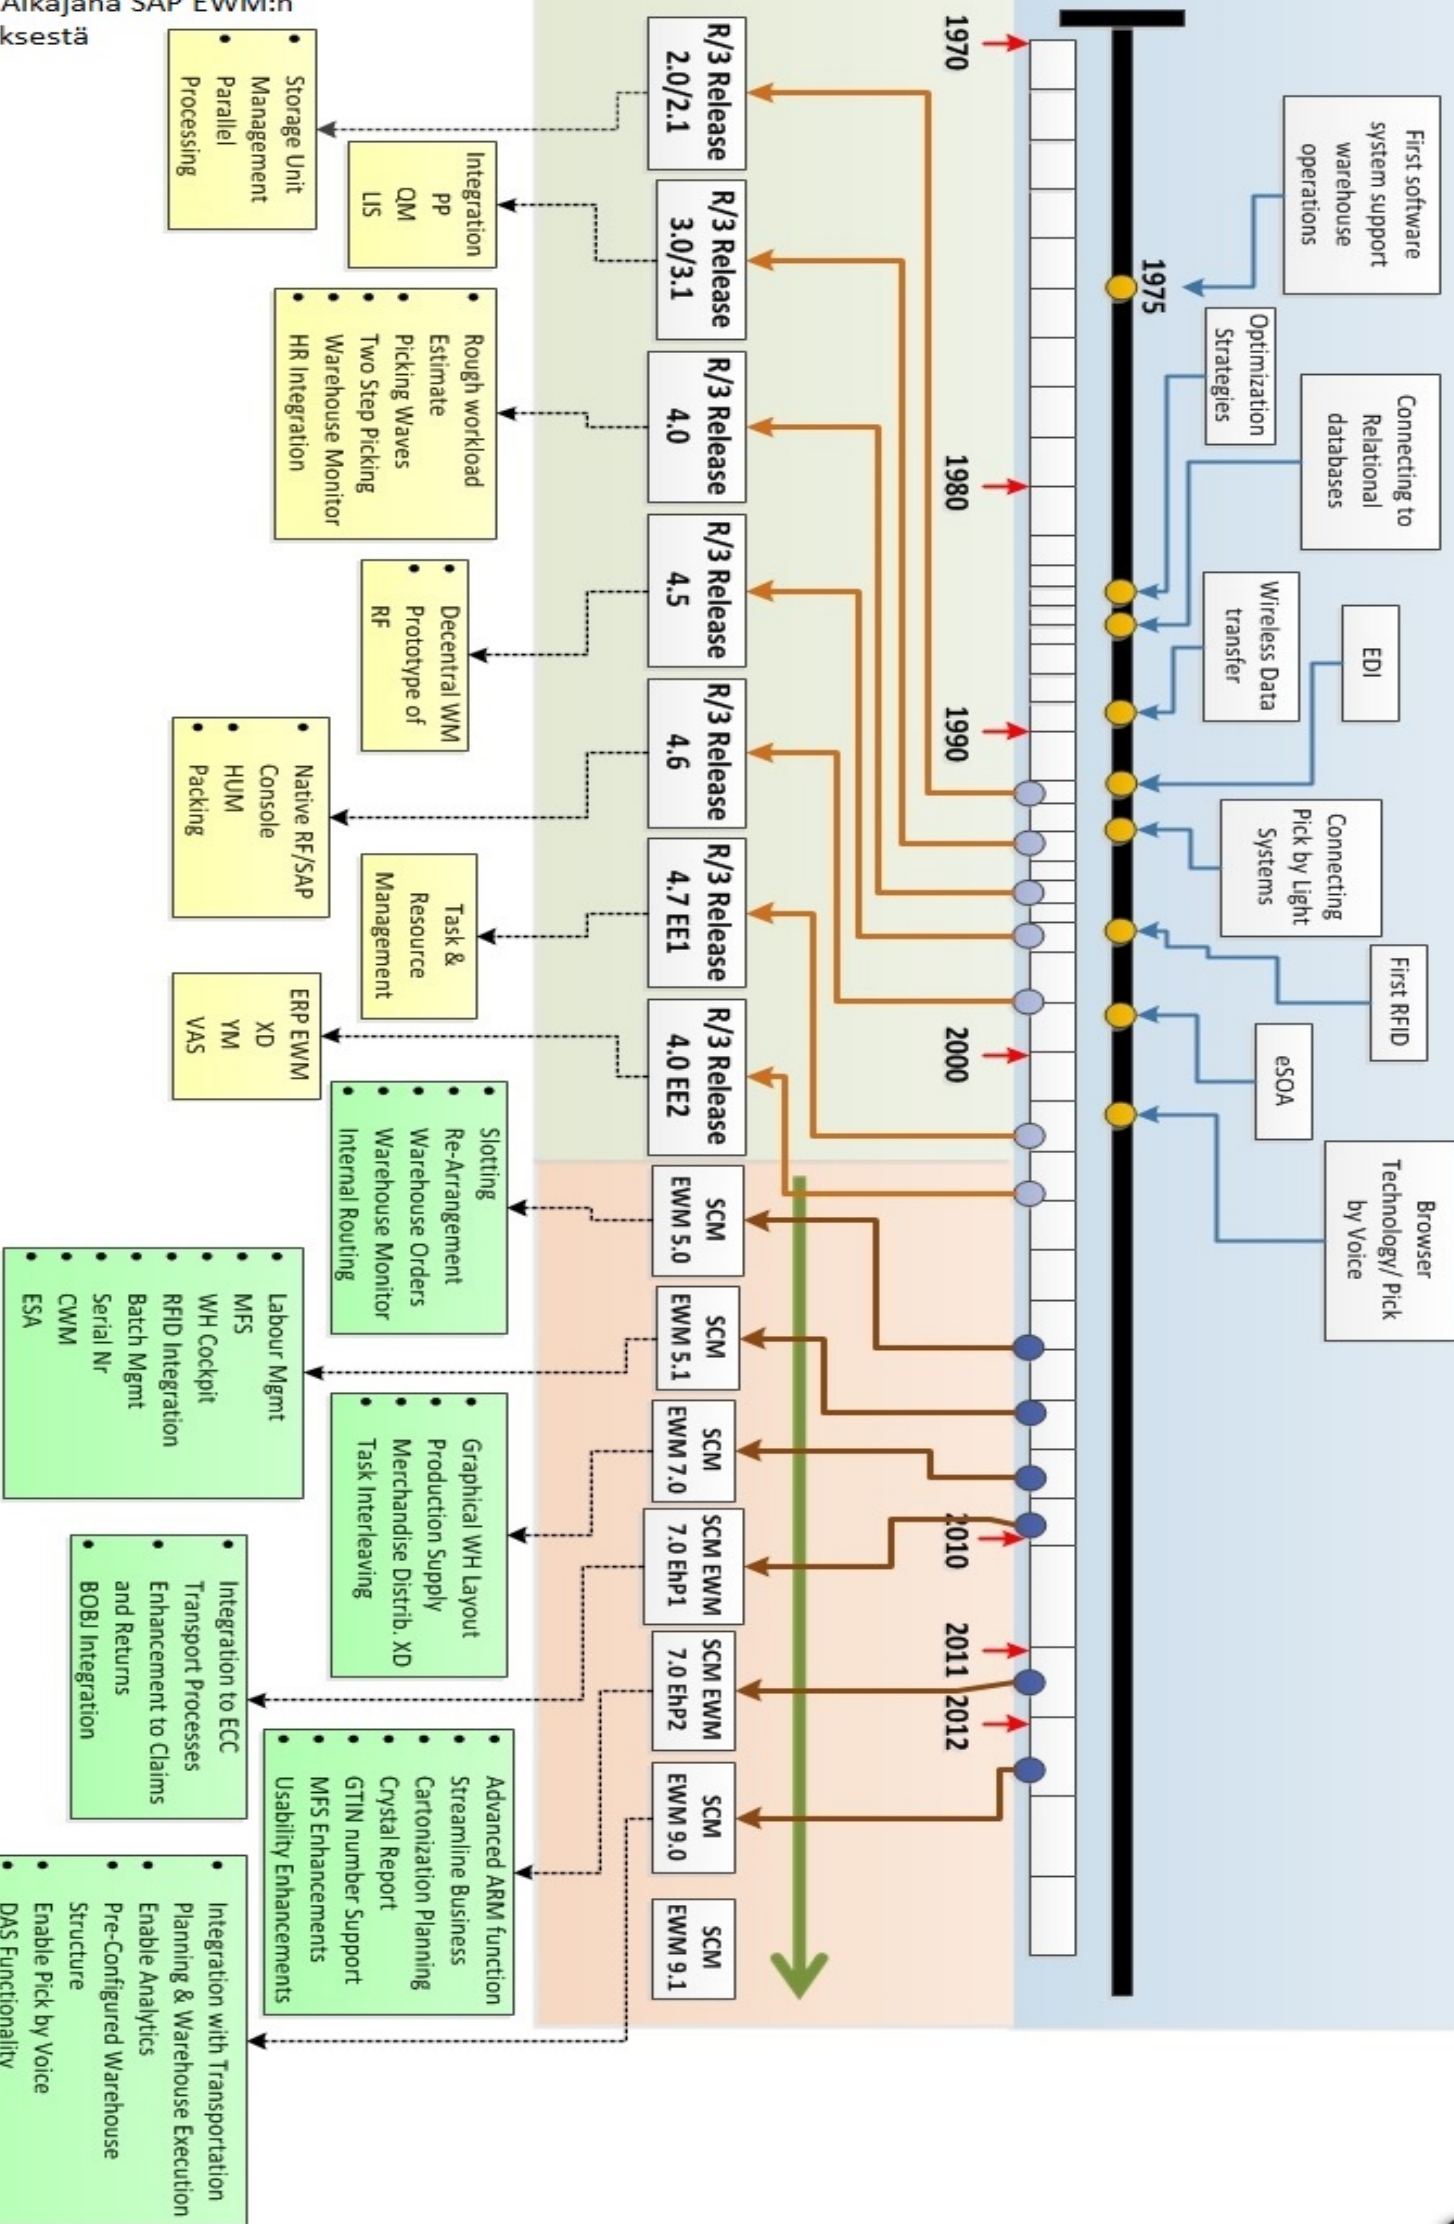 Aikajana SAP EWM:n
ksestä
First software
system support
warehouse
operations
1975
Optimization
Strategies
Connecting to
Relational
databases
Wireless Data
transfer
EDI
Connecting
Pick by Light
Systems
First RFID
eSOA
Browser
Technology/ Pick
by Voice
1970
1980
1990
2000
2010
2011
2012
R/3 Release
2.0/2.1
R/3 Release
3.0/3.1
R/3 Release
4.0
R/3 Release
4.5
R/3 Release
4.6
R/3 Release
4.7 EE1
R/3 Release
4.0 EE2
SCM
EWM 5.0
SCM
EWM 5.1
SCM
EWM 7.0
SCM EWM
7.0 EhP1
SCM EWM
7.0 EhP2
SCM
EWM 9.0
SCM
EWM 9.1
• Storage Unit
Management
• Parallel
Processing
Integration
PP
QM
LIS
• Rough workload
Estimate
• Picking Waves
• Two Step Picking
• Warehouse Monitor
• HR Integration
• Decentral WM
• Prototype of
RF
• Native RF/SAP
Console
• HUM
• Packing
Task &
Resource
Management
ERP EWM
XD
YM
VAS
• Slotting
• Re-Arrangement
• Warehouse Orders
• Warehouse Monitor
• Internal Routing
• Labour Mgmt
• MFS
• WH Cockpit
• RFID Integration
• Batch Mgmt
• Serial Nr
• CWM
• ESA
• Graphical WH Layout
• Production Supply
• Merchandise Distrib. XD
• Task Interleaving
• Integration to ECC
Transport Processes
• Enhancement to Claims
and Returns
• BOBJ Integration
• Advanced ARM function
• Streamline Business
• Cartonization Planning
• Crystal Report
• GTIN number Support
• MFS Enhancements
• Usability Enhancements
• Integration with Transportation
Planning & Warehouse Execution
• Enable Analytics
• Pre-Configured Warehouse
Structure
• Enable Pick by Voice
• DAS Functionality